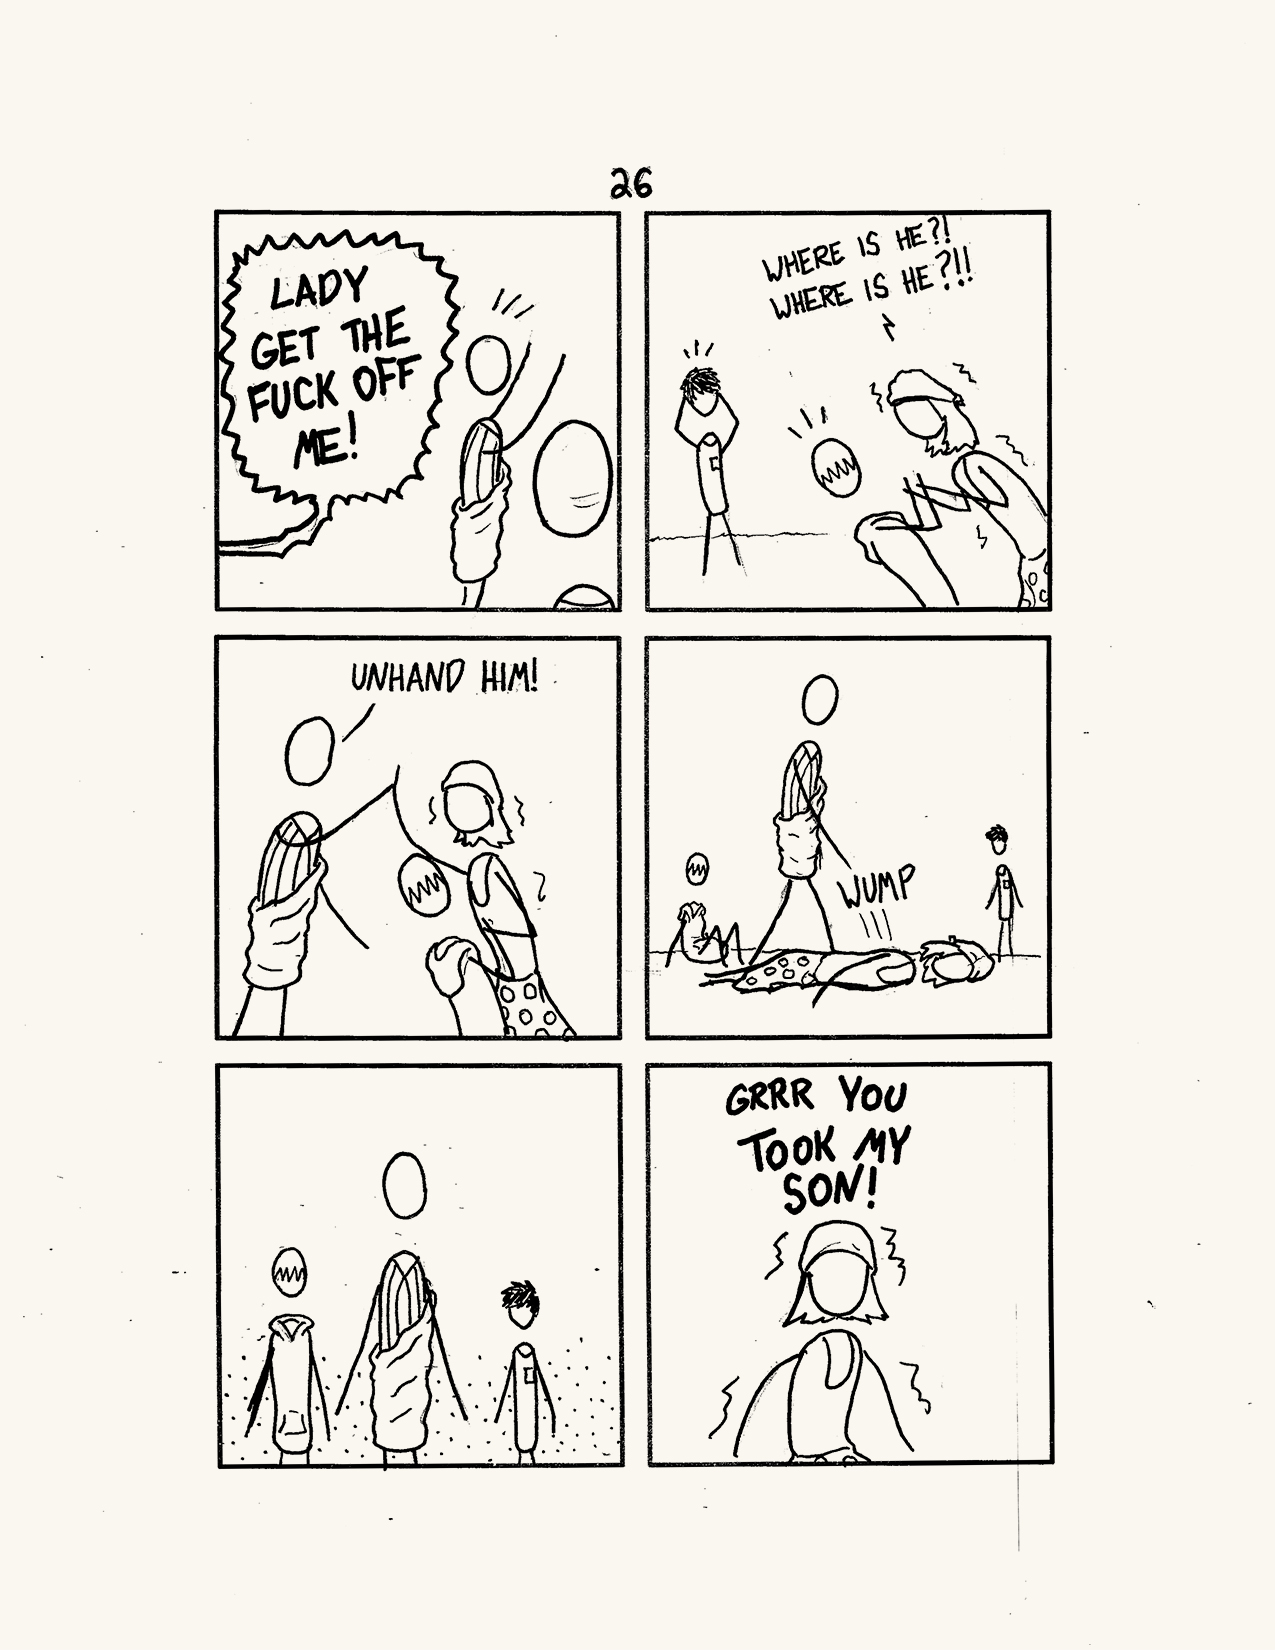 26
LADY
GET THE
FUCK OFF
ME!
WHERE IS HE?!
WHERE IS HE?!!
UNHAND HIM!
WUMP
GRRR YOU
TOOK MY
SON!